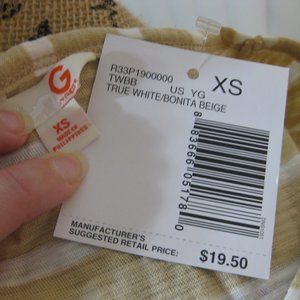 R33P1900000
TWBB US YG
TRUE WHITE/BONITA BEIGE
XS
MANUFACTURER'S
SUGGESTED RETAIL PRICE:
$19.50
G
XS
MADE IN
PHILIPPINES